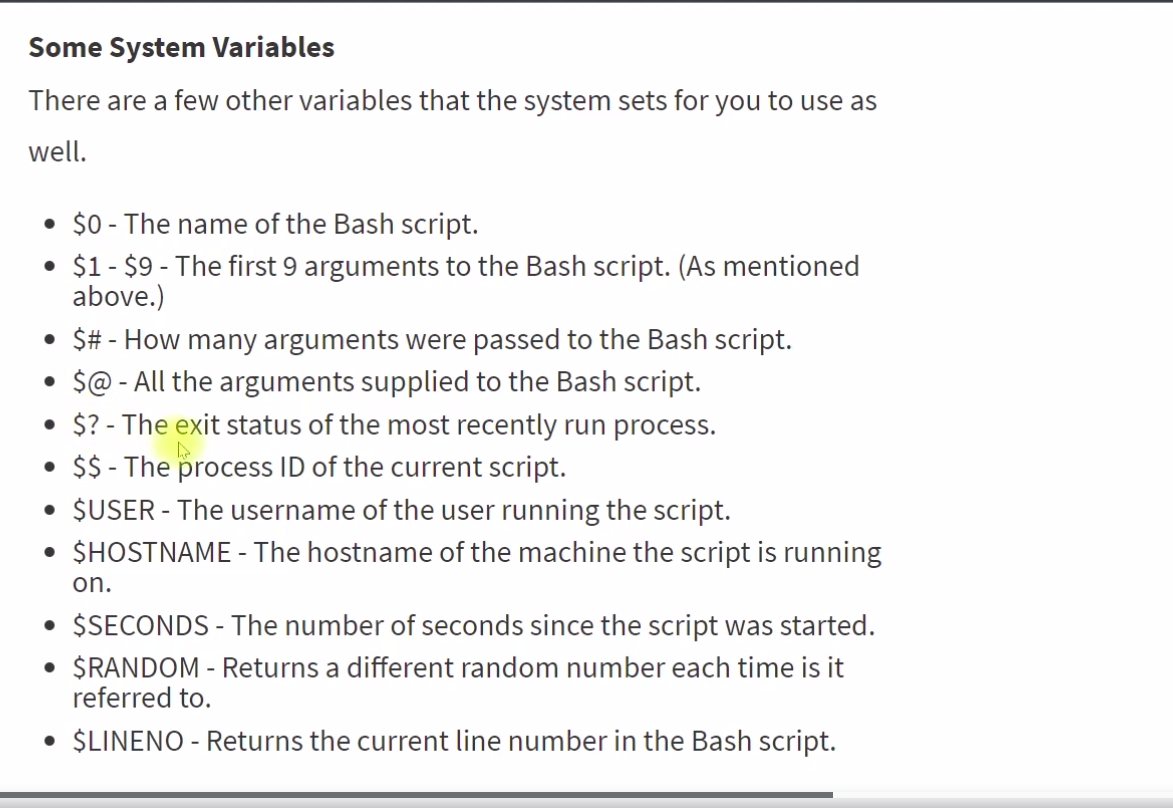 Some System Variables
There are a few other variables that the system sets for you to use as
well.
• $0 - The name of the Bash script.
• $1 - $9 - The first 9 arguments to the Bash script. (As mentioned
above.)
• $# - How many arguments were passed to the Bash script.
• $@ - All the arguments supplied to the Bash script.
• $? - The exit status of the most recently run process.
• $$ - The process ID of the current script.
• $USER - The username of the user running the script.
• $HOSTNAME - The hostname of the machine the script is running
on.
• $SECONDS - The number of seconds since the script was started.
• $RANDOM - Returns a different random number each time is it
referred to.
• $LINENO - Returns the current line number in the Bash script.